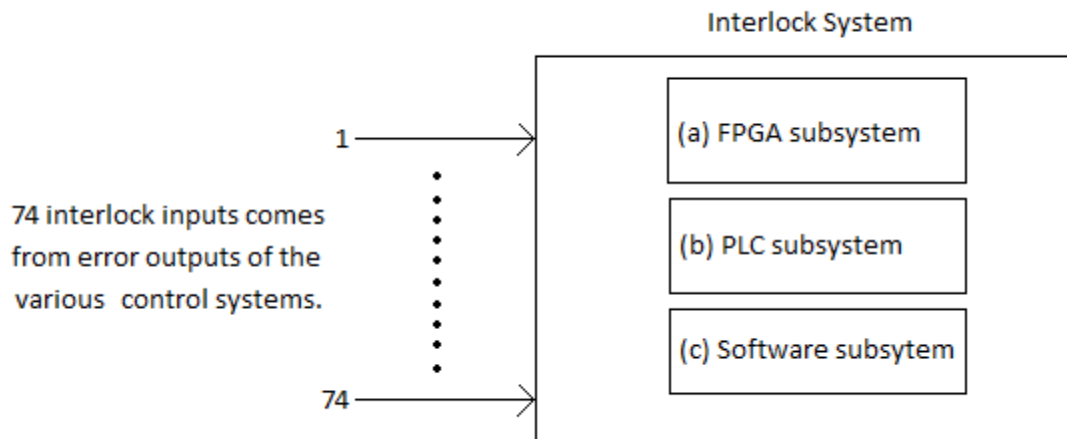 Interlock System
(a) FPGA subsystem
1
74 interlock inputs comes
from error outputs of the
various control systems.
(b) PLC subsystem
(c) Software subsytem
74